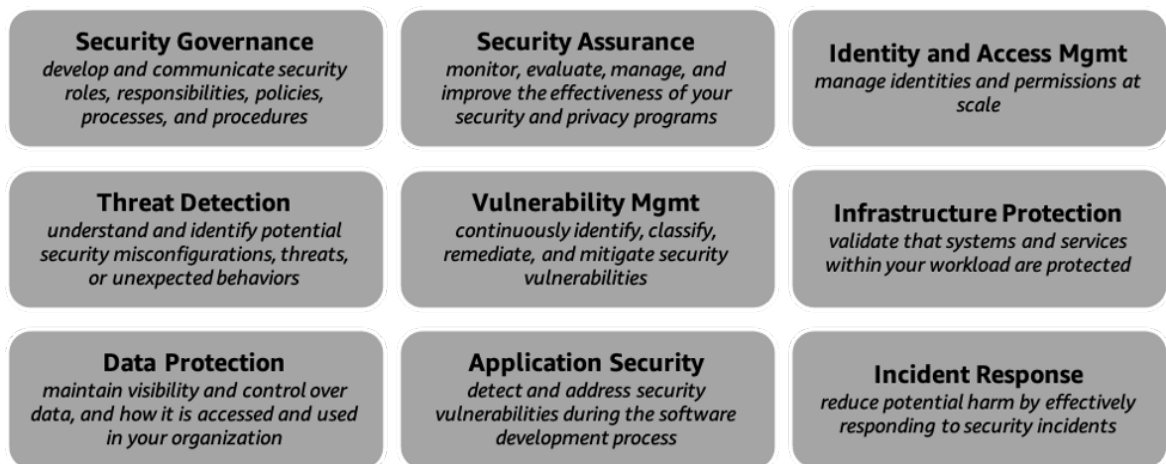 Security Governance
develop and communicate security
roles, responsibilities, policies,
processes, and procedures
Security Assurance
monitor, evaluate, manage, and
improve the effectiveness of your
security and privacy programs
Identity and Access Mgmt
manage identities and permissions at
scale
Threat Detection
understand and identify potential
security misconfigurations, threats,
or unexpected behaviors
Vulnerability Mgmt
continuously identify, classify,
remediate, and mitigate security
vulnerabilities
Infrastructure Protection
validate that systems and services
within your workload are protected
Data Protection
maintain visibility and control over
data, and how it is accessed and used
in your organization
Application Security
detect and address security
vulnerabilities during the software
development process
Incident Response
reduce potential harm by effectively
responding to security incidents